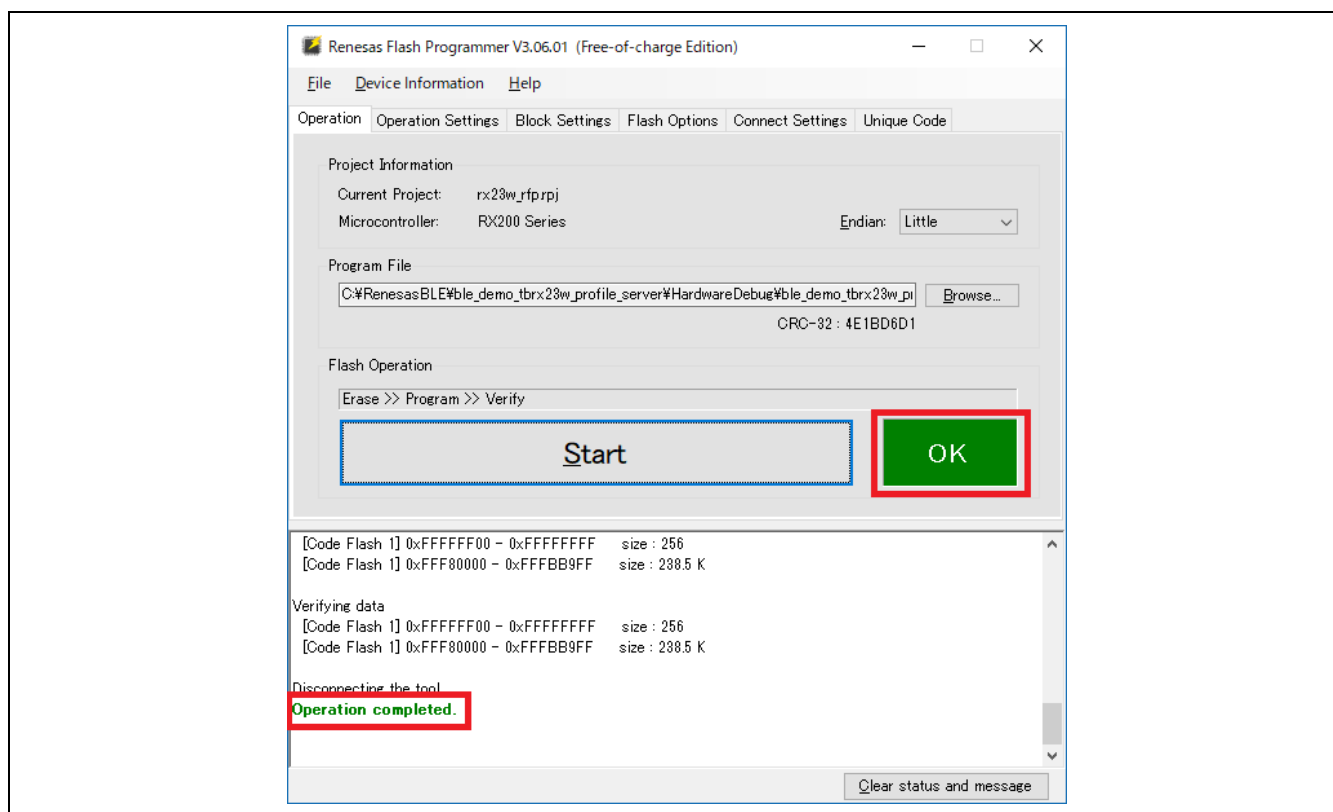 Renesas Flash Programmer V3.06.01 (Free-of-charge Edition)
File Device Information Help
Operation Operation Settings Block Settings Flash Options Connect Settings Unique Code
Project Information
Current Project: rx23w_rfp.rpj
Microcontroller: RX200 Series Endian: Little
Program File
C:¥RenesasBLE¥ble_demo_tbrx23w_profile_server¥HardwareDebug¥ble_demo_tbrx23w_pr Browse...
CRC-32 : 4E1BD6D1
Flash Operation
Erase >> Program >> Verify
Start OK
[Code Flash 1] 0xFFFFFF00 - 0xFFFFFFFF size : 256
[Code Flash 1] 0xFFF80000 - 0xFFFBB9FF size : 238.5 K
Verifying data
[Code Flash 1] 0xFFFFFF00 - 0xFFFFFFFF size : 256
[Code Flash 1] 0xFFF80000 - 0xFFFBB9FF size : 238.5 K
Disconnecting the tool
Operation completed.
Clear status and message